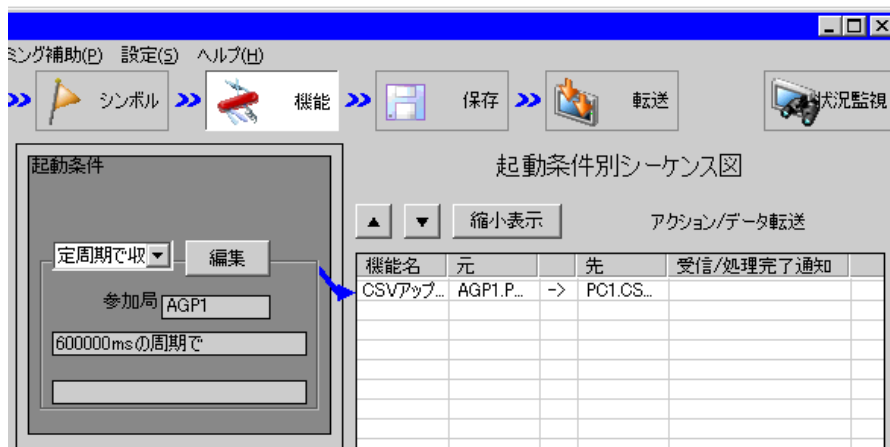 ミング補助(P) 設定(S) ヘルプ(H)
シンボル 機能 保存 転送 状況監視
起動条件
起動条件別シーケンス図
縮小表示 アクション/データ転送
定周期で収 編集
機能名 元 先 受信/処理完了通知
CSVアップ... AGP1.P... -> PC1.CS...
参加局 AGP1
600000msの周期で